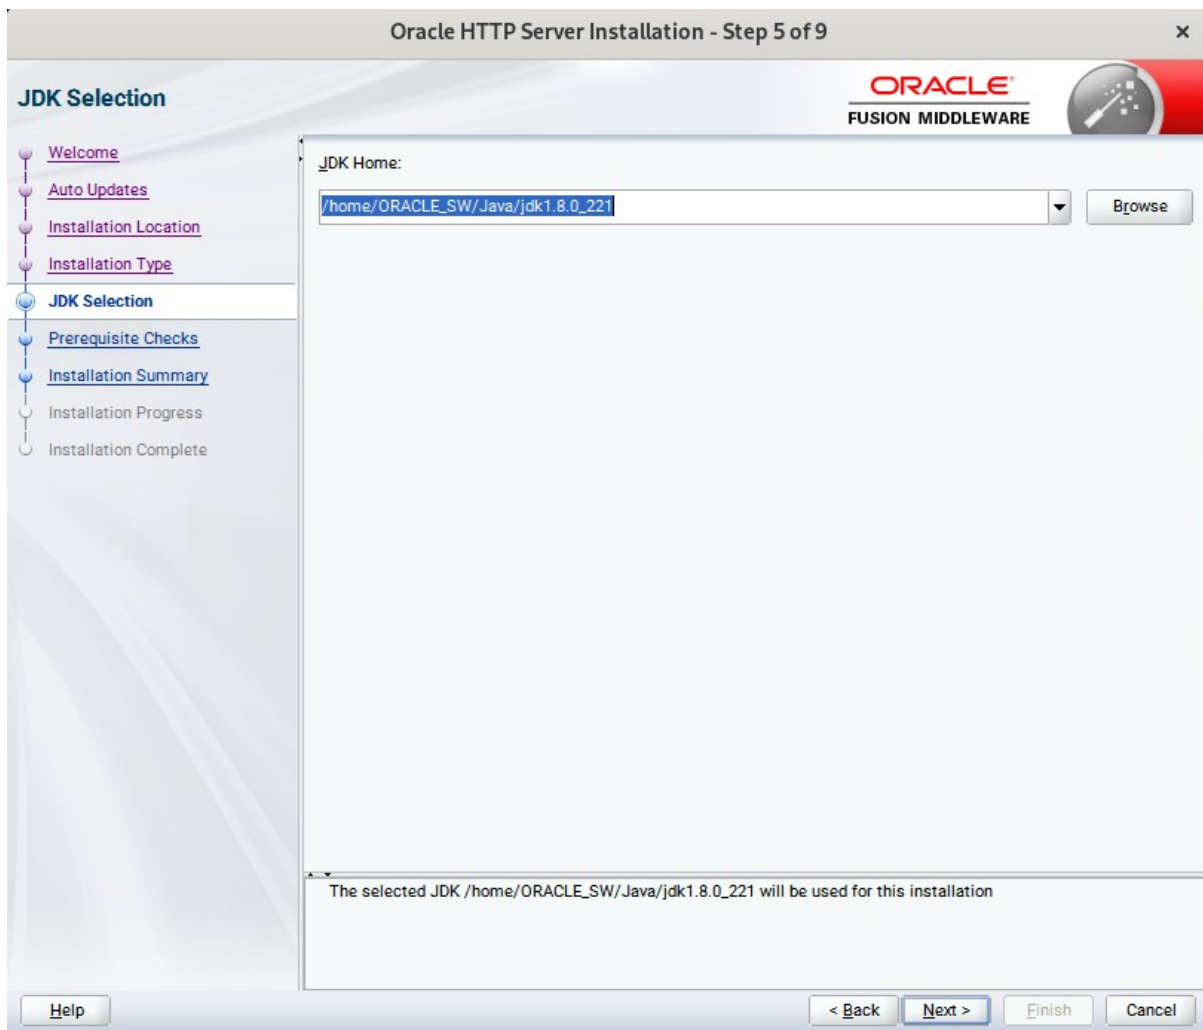 Oracle HTTP Server Installation - Step 5 of 9
JDK Selection
ORACLE
FUSION MIDDLEWARE
Welcome
Auto Updates
Installation Location
Installation Type
JDK Selection
Prerequisite Checks
Installation Summary
Installation Progress
Installation Complete
JDK Home:
/home/ORACLE_SW/Java/jdk1.8.0_221
Browse
The selected JDK /home/ORACLE_SW/Java/jdk1.8.0_221 will be used for this installation
Help
< Back
Next >
Finish
Cancel